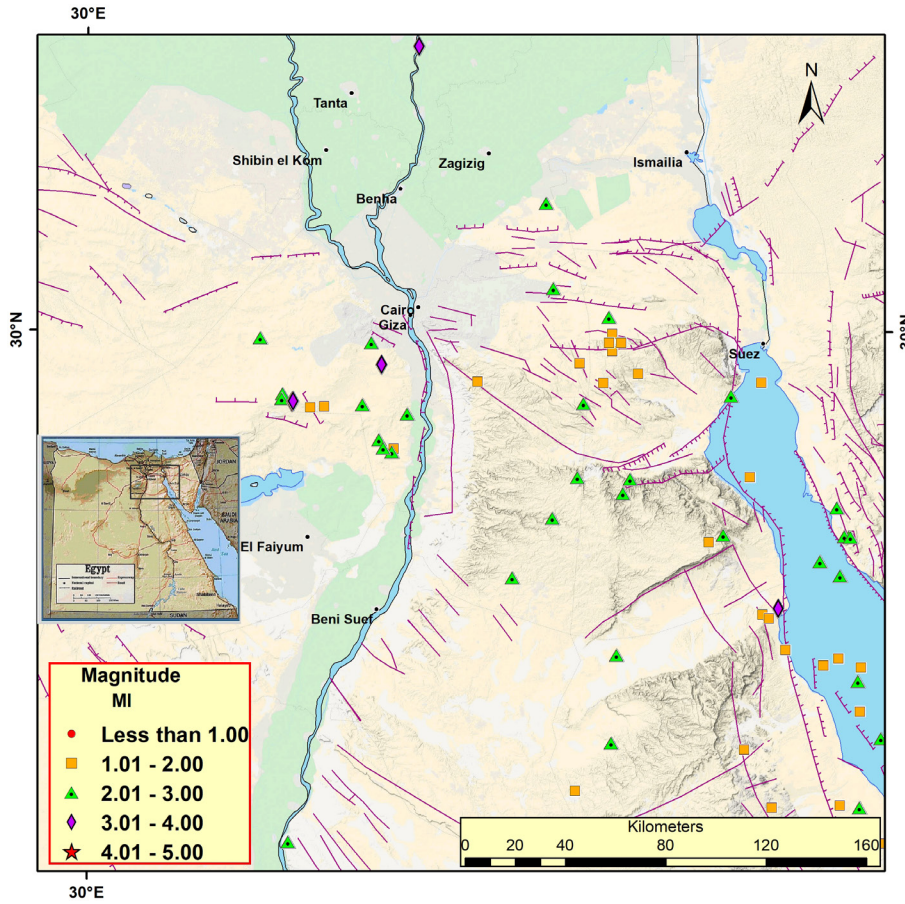 30°E
N
Tanta
Shibin el Kom
Zagizig
Ismailia
Benha
30°N
Cairo
Giza
Suez
El Faiyum
Egypt
Beni Suef
Magnitude
Ml
Less than 1.00
1.01 - 2.00
2.01 - 3.00
3.01 - 4.00
4.01 - 5.00
Kilometers
0 20 40 80 120 160
30°E